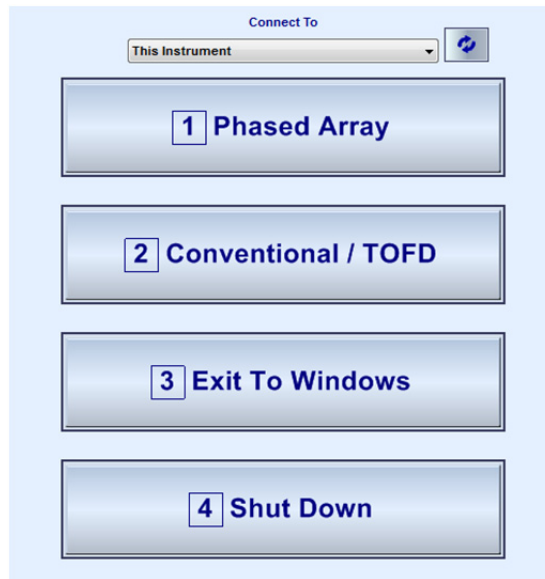 Connect To
This Instrument
1 Phased Array
2 Conventional / TOFD
3 Exit To Windows
4 Shut Down